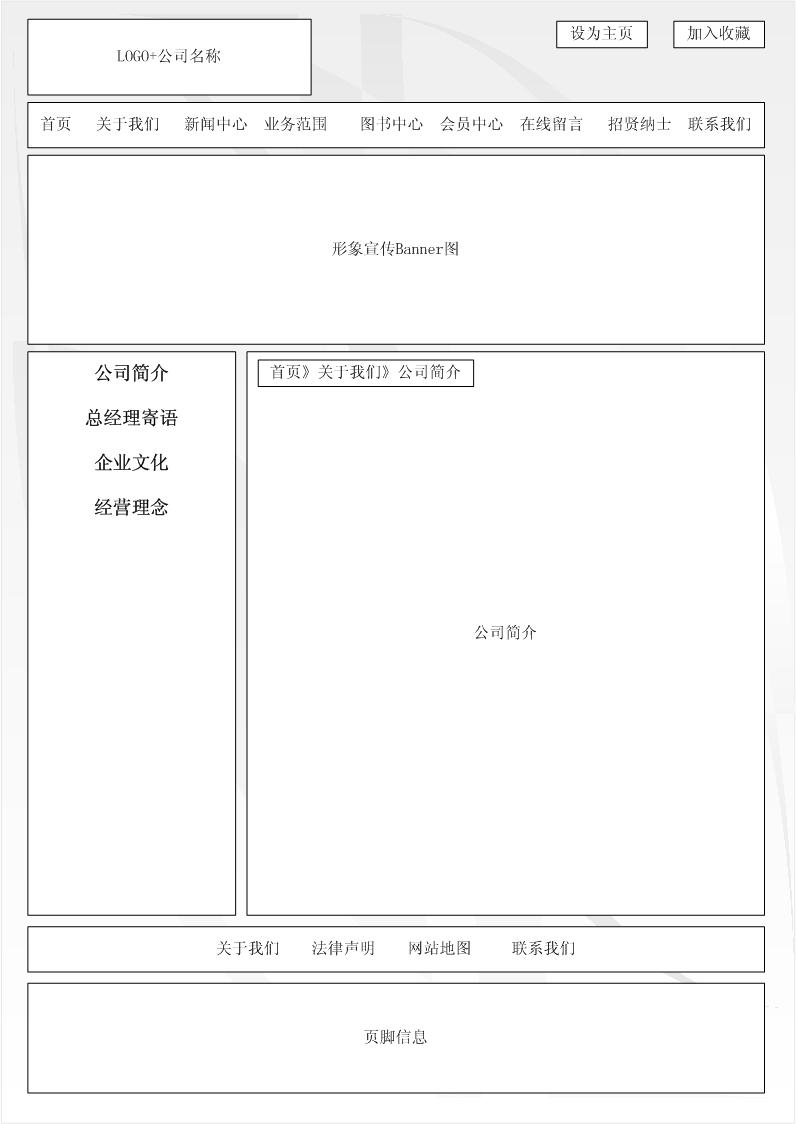 设为主页 加入收藏
LOGO+公司名称
首页 关于我们 新闻中心 业务范围 图书中心 会员中心 在线留言 招贤纳士 联系我们
形象宣传Banner图
公司简介
总经理寄语
企业文化
经营理念
首页》关于我们》公司简介
公司简介
关于我们 法律声明 网站地图 联系我们
页脚信息